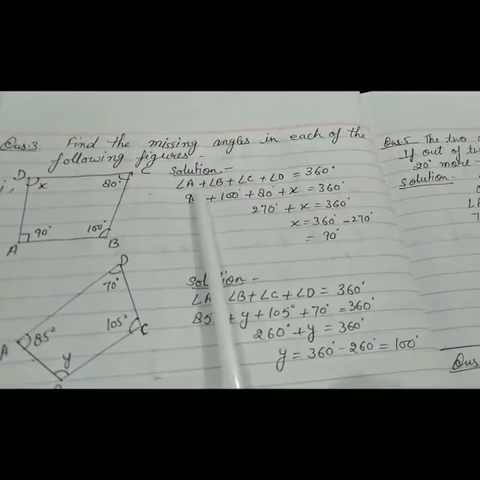 Qus.3 Find the missing angles in each of the
following figures -
D x 80° C
A 90° 100° B
Solution -
∠A + ∠B + ∠C + ∠D = 360°
+ 100° + 80° + x = 360°
270° + x = 360°
x = 360° - 270°
= 90°
D
70°
105° C
A 85°
y
Solution -
∠A ∠B + ∠C + ∠D = 360°
85 + y + 105° + 70° = 360°
260° + y = 360°
y = 360° - 260° = 100°
Qus.5 The two
If out of
20° more -
Solution -
∠A
Qus